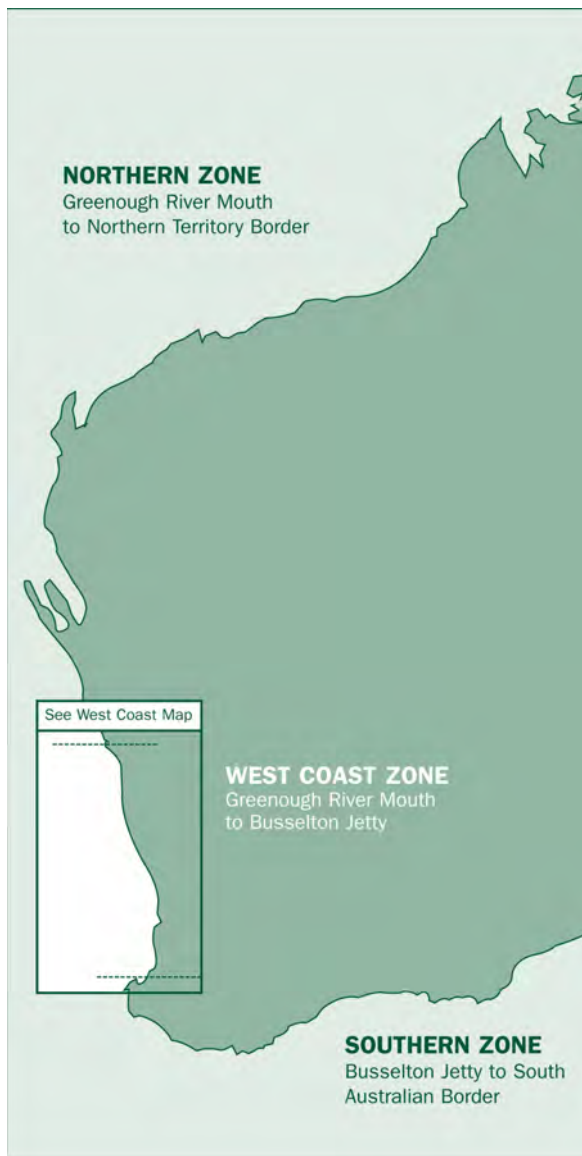 NORTHERN ZONE
Greenough River Mouth
to Northern Territory Border
See West Coast Map
WEST COAST ZONE
Greenough River Mouth
to Busselton Jetty
SOUTHERN ZONE
Busselton Jetty to South
Australian Border